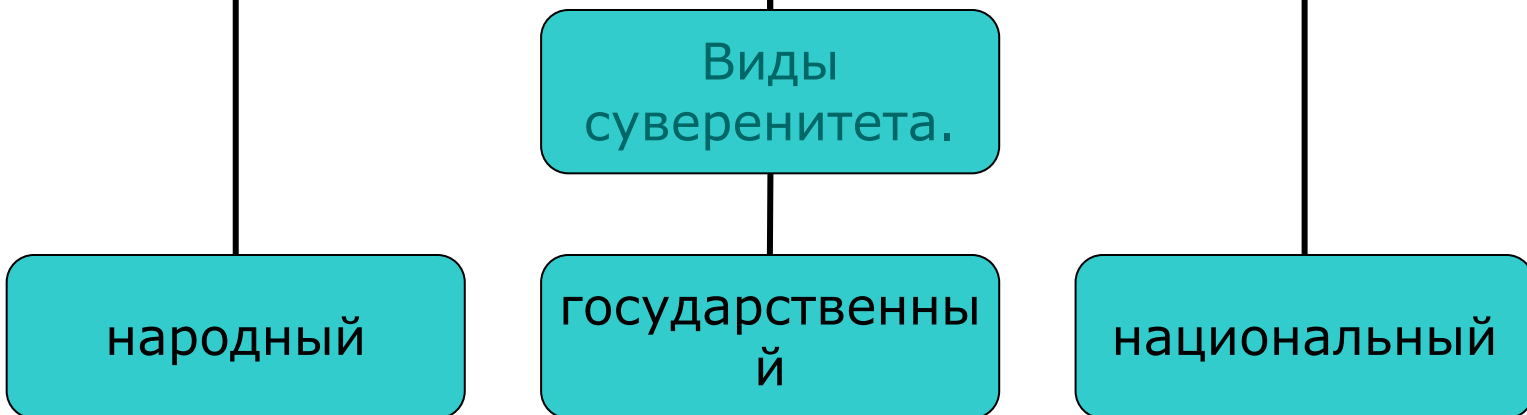 Виды
суверенитета.
народный
государственны
й
национальный